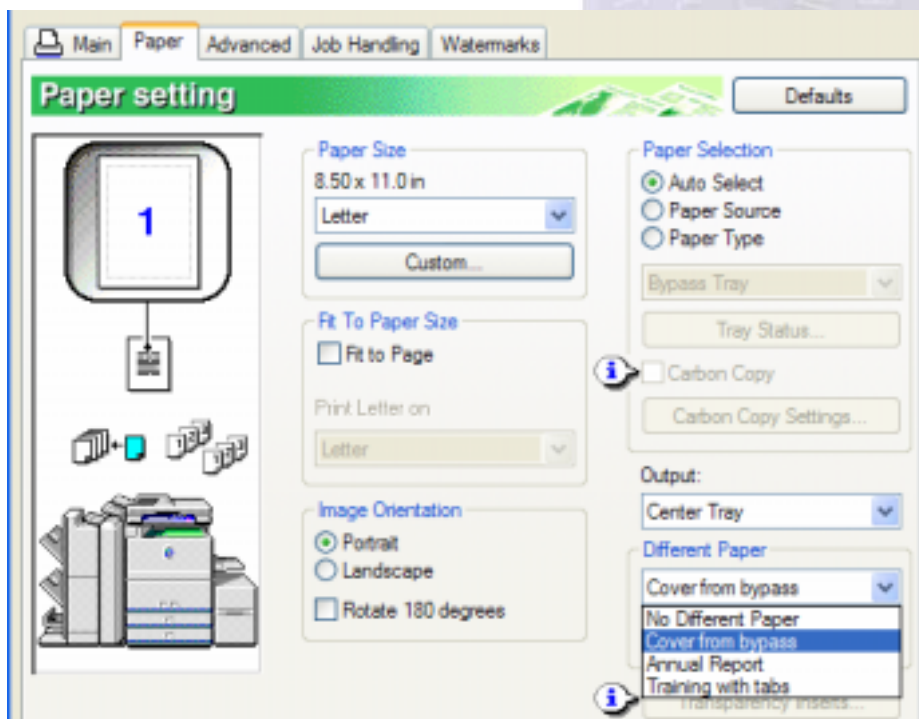 Main Paper Advanced Job Handling Watermarks
Paper setting
Defaults
1
Paper Size
8.50 x 11.0 in
Letter
Custom...
Fit To Paper Size
Fit to Page
Print Letter on
Letter
Image Orientation
Portrait
Landscape
Rotate 180 degrees
Paper Selection
Auto Select
Paper Source
Paper Type
Bypass Tray
Tray Status...
Carbon Copy
Carbon Copy Settings...
Output:
Center Tray
Different Paper
Cover from bypass
No Different Paper
Cover from bypass
Annual Report
Training with tabs
Transparency Inserts...